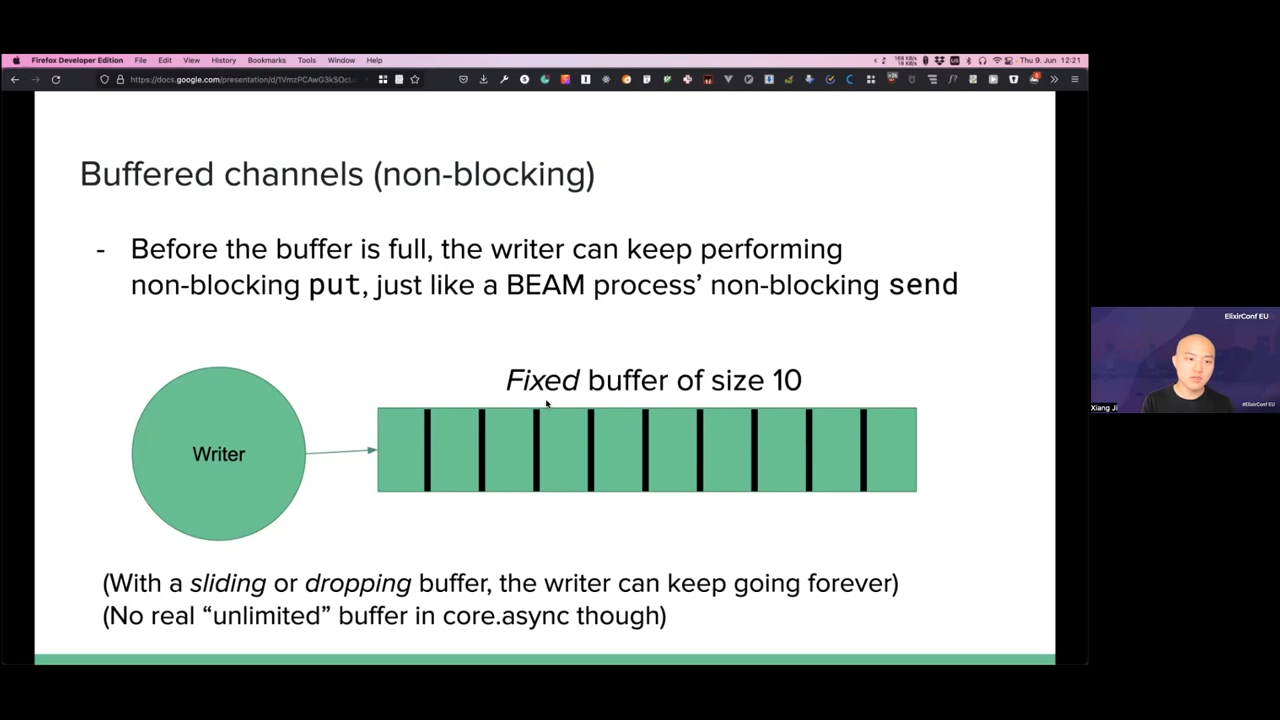 Firefox Developer Edition File Edit View History Bookmarks Tools Window Help
Thu 9. Jun 12:21
Buffered channels (non-blocking)
- Before the buffer is full, the writer can keep performing
non-blocking put, just like a BEAM process’ non-blocking send
Fixed buffer of size 10
Writer
(With a sliding or dropping buffer, the writer can keep going forever)
(No real “unlimited” buffer in core.async though)
ElixirConf EU
Xiang Ji
#ElixirConf EU